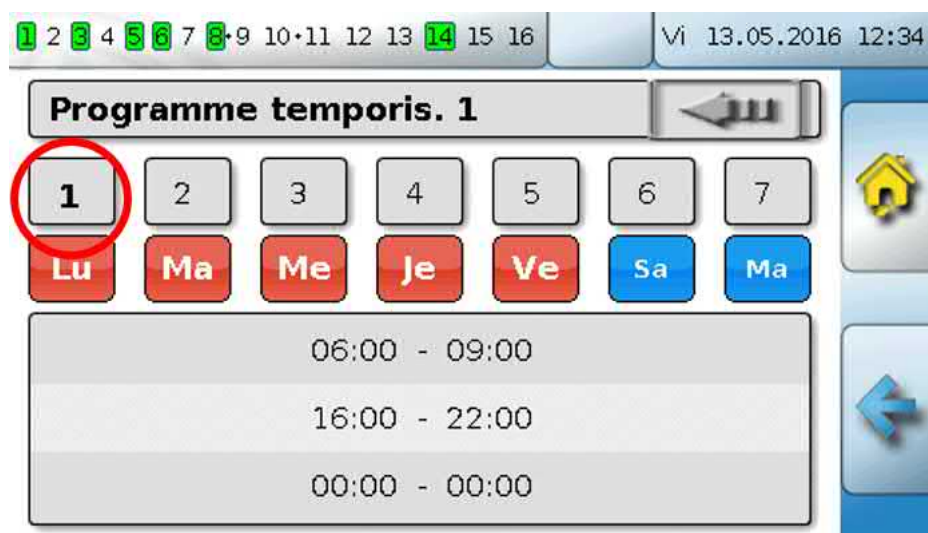 1 2 3 4 5 6 7 8·9 10·11 12 13 14 15 16 Vi 13.05.2016 12:34
Programme temporis. 1
1 2 3 4 5 6 7
Lu Ma Me Je Ve Sa Ma
06:00 - 09:00
16:00 - 22:00
00:00 - 00:00